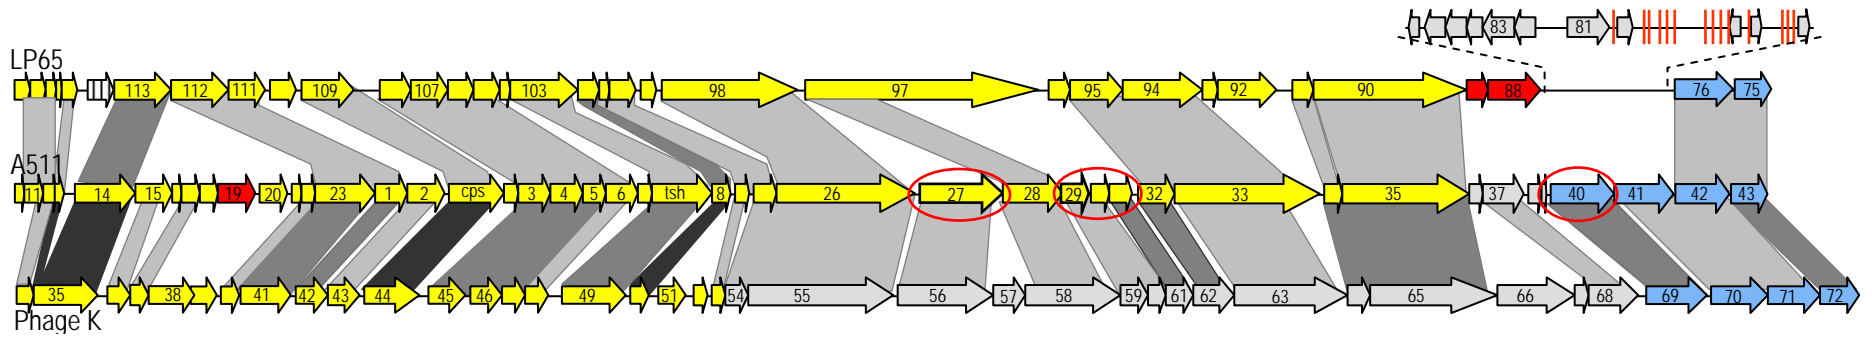 83 81
LP65
113 112 111 109 107 103 98 97 95 94 92 90 88 76 75
A511
11 14 15 19 20 23 1 2 cps 3 4 5 6 tsh 8 26 27 28 29 32 33 35 37 40 41 42 43
35 38 41 42 43 44 45 46 49 51 54 55 56 57 58 59 61 62 63 65 66 68 69 70 71 72
Phage K